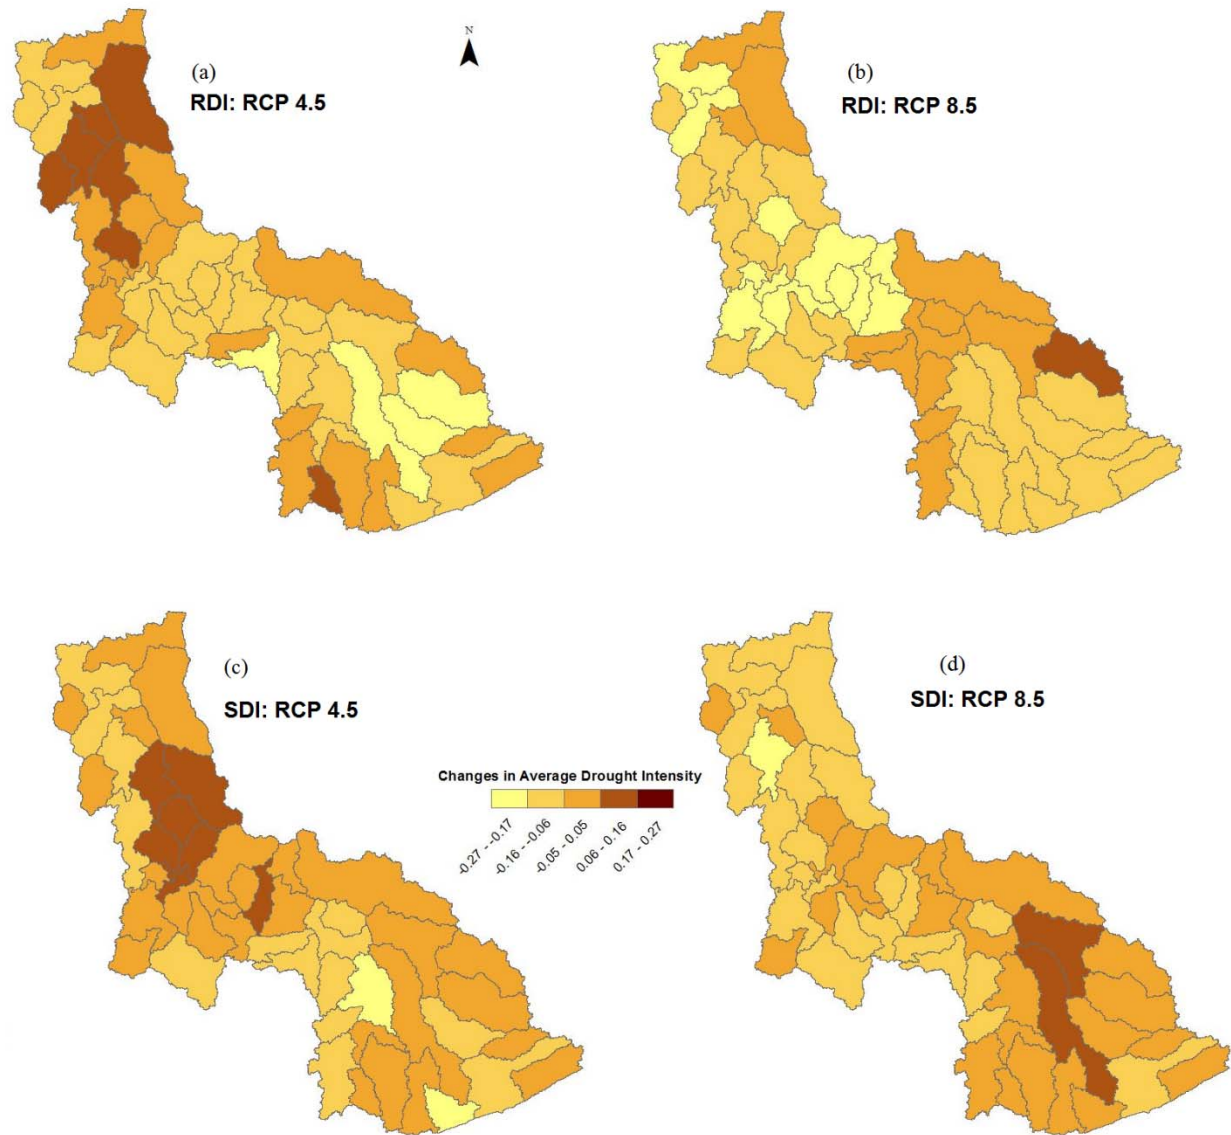 N
(a)
RDI: RCP 4.5
(b)
RDI: RCP 8.5
(c)
SDI: RCP 4.5
(d)
SDI: RCP 8.5
Changes in Average Drought Intensity
-0.27 - -0.17
-0.16 - -0.06
-0.05 - 0.05
0.06 - 0.16
0.17 - 0.27